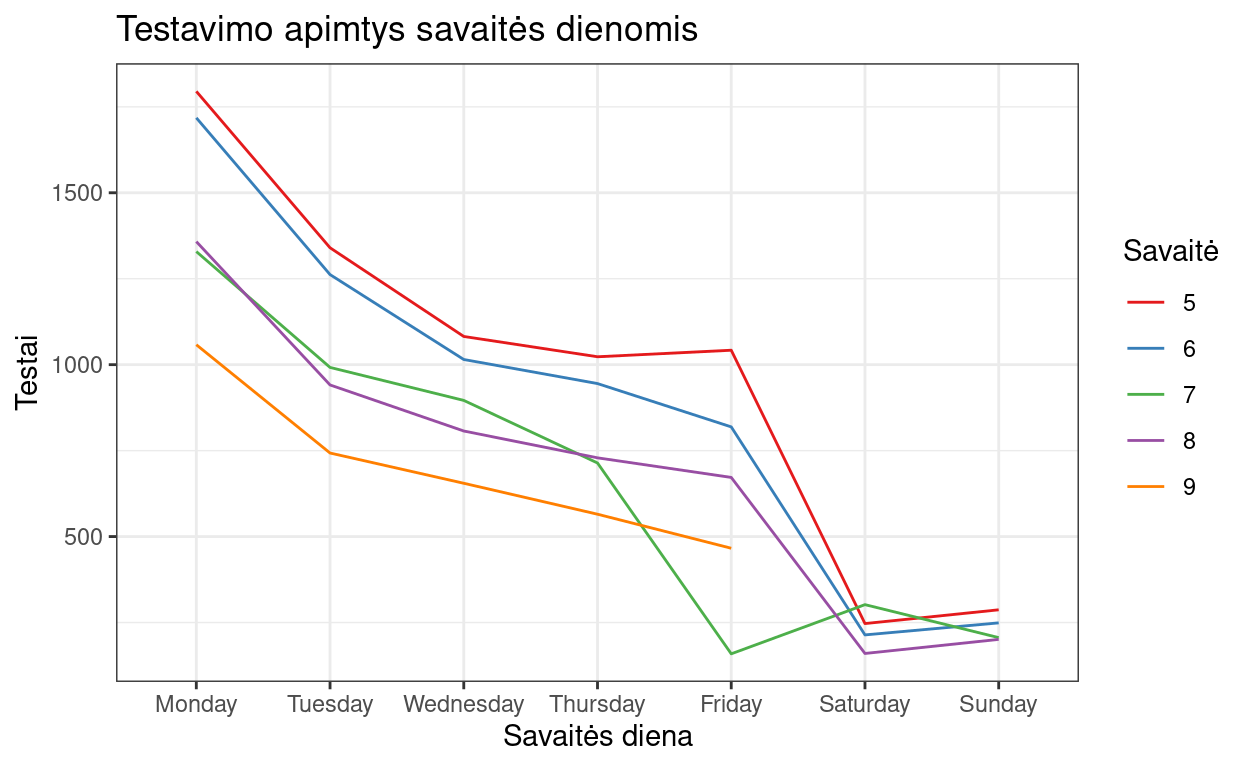 Testavimo apimtys savaitės dienomis
Testai
1500
1000
500
Monday Tuesday Wednesday Thursday Friday Saturday Sunday
Savaitės diena
Savaitė
5
6
7
8
9